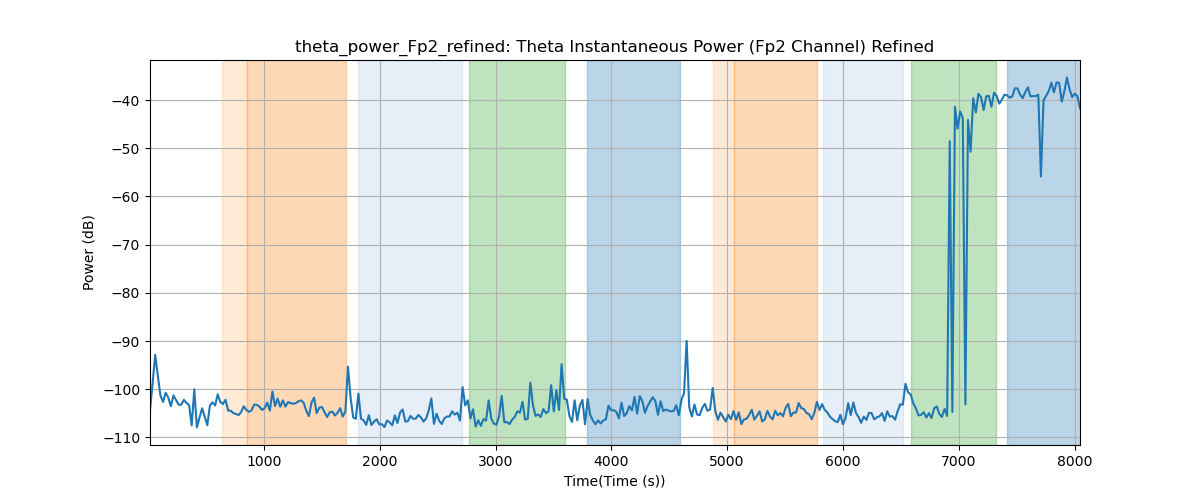 theta_power_Fp2_refined: Theta Instantaneous Power (Fp2 Channel) Refined
Power (dB)
−40
−50
−60
−70
−80
−90
−100
−110
1000 2000 3000 4000 5000 6000 7000 8000
Time(Time (s))